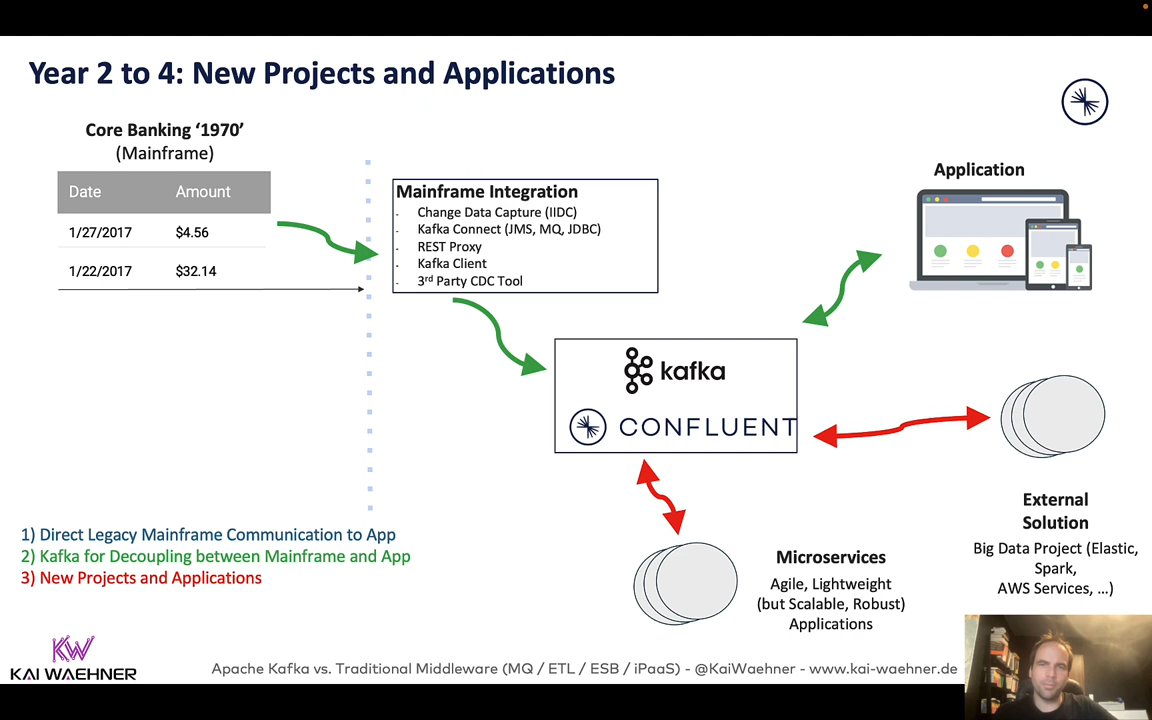 Year 2 to 4: New Projects and Applications
Core Banking ‘1970’
(Mainframe)
Date Amount
1/27/2017 $4.56
1/22/2017 $32.14
Mainframe Integration
- Change Data Capture (IIDC)
- Kafka Connect (JMS, MQ, JDBC)
- REST Proxy
- Kafka Client
- 3rd Party CDC Tool
Application
kafka
CONFLUENT
External
Solution
Big Data Project (Elastic,
Spark,
AWS Services, ...)
Microservices
Agile, Lightweight
(but Scalable, Robust)
Applications
1) Direct Legacy Mainframe Communication to App
2) Kafka for Decoupling between Mainframe and App
3) New Projects and Applications
KW
KAI WAEHNER
Apache Kafka vs. Traditional Middleware (MQ / ETL / ESB / iPaaS) - @KaiWaehner - www.kai-waehner.de